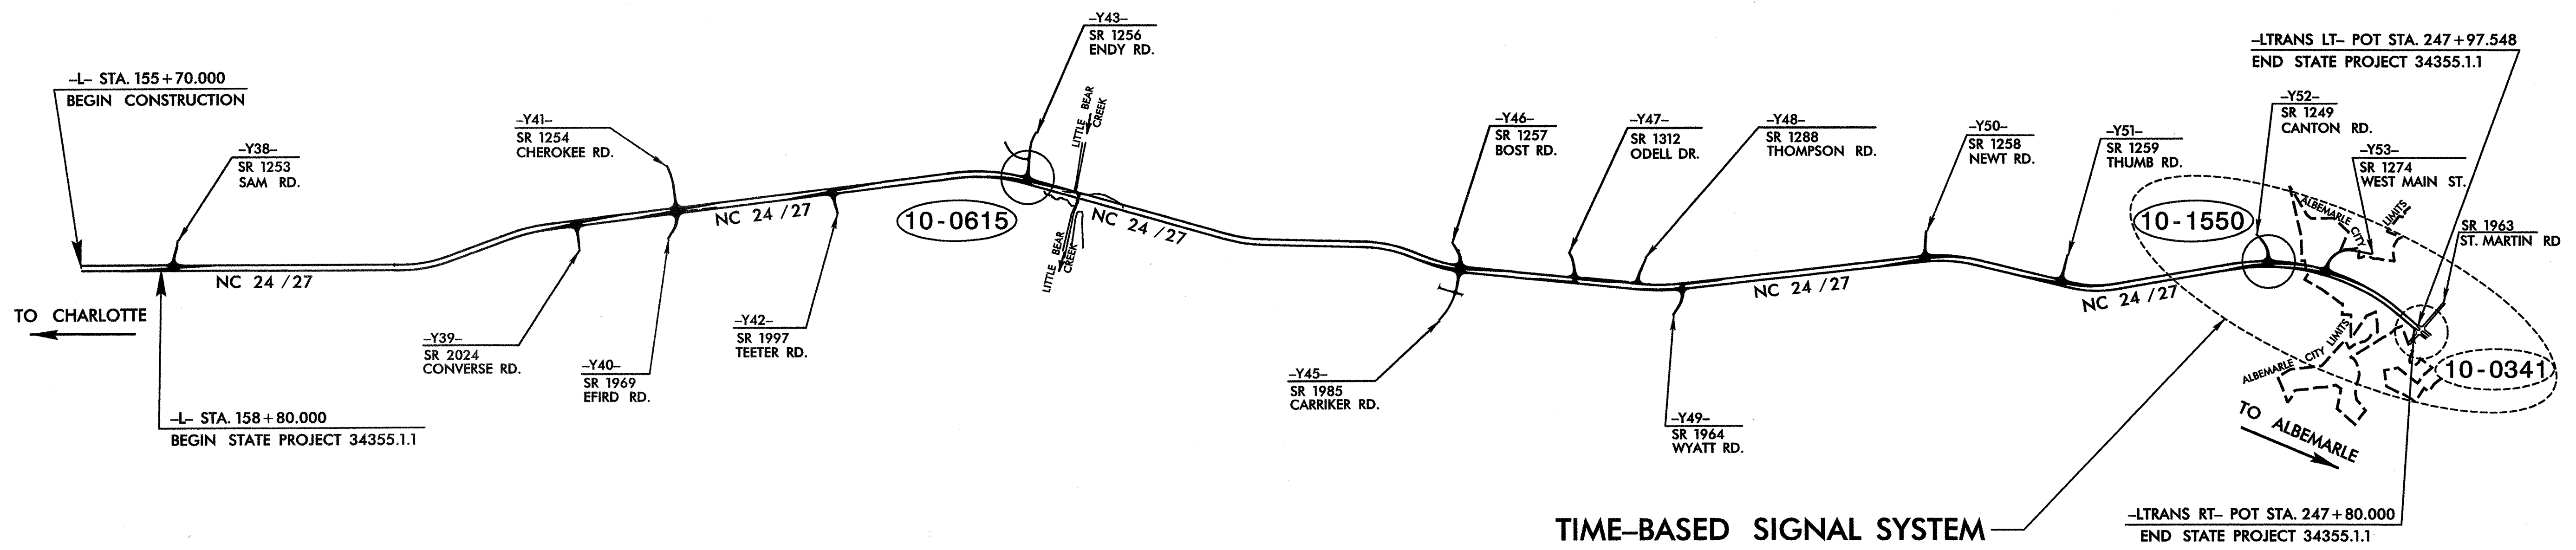 -L- STA. 155+70.000
BEGIN CONSTRUCTION
-Y38-
SR 1253
SAM RD.
NC 24/27
TO CHARLOTTE
-L- STA. 158+80.000
BEGIN STATE PROJECT 34355.1.1
-Y41-
SR 1254
CHEROKEE RD.
-Y39-
SR 2024
CONVERSE RD.
-Y40-
SR 1969
EFIRD RD.
NC 24/27
-Y42-
SR 1997
TEETER RD.
-Y43-
SR 1256
ENDY RD.
10-0615
LITTLE BEAR
CREEK
LITTLE BEAR
CREEK
NC 24/27
-Y46-
SR 1257
BOST RD.
-Y45-
SR 1985
CARRIKER RD.
-Y47-
SR 1312
ODELL DR.
-Y48-
SR 1288
THOMPSON RD.
-Y49-
SR 1964
WYATT RD.
NC 24/27
-Y50-
SR 1258
NEWT RD.
-Y51-
SR 1259
THUMB RD.
NC 24/27
-LTRANS LT- POT STA. 247+97.548
END STATE PROJECT 34355.1.1
-Y52-
SR 1249
CANTON RD.
-Y53-
SR 1274
WEST MAIN ST.
10-1550
ALBEMARLE
CITY
LIMITS
SR 1963
ST. MARTIN RD
ALBEMARLE CITY LIMITS
10-0341
TO ALBEMARLE
TIME-BASED SIGNAL SYSTEM
-LTRANS RT- POT STA. 247+80.000
END STATE PROJECT 34355.1.1